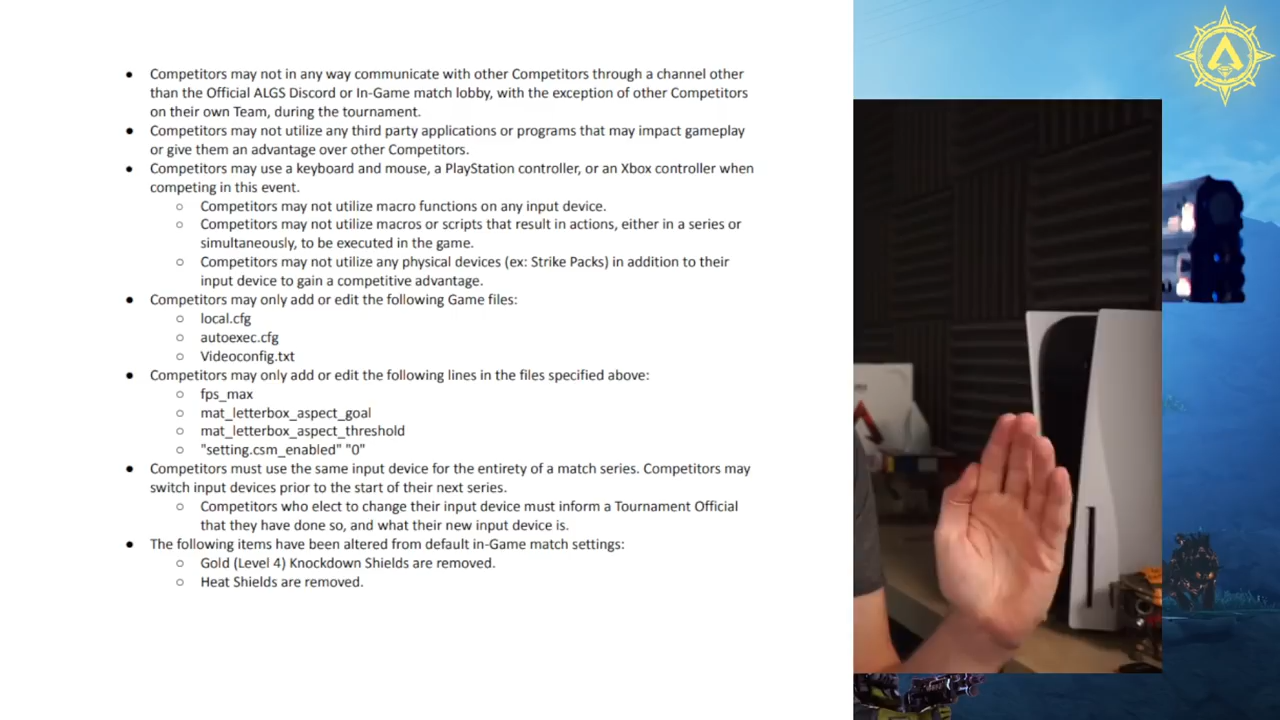 ● Competitors may not in any way communicate with other Competitors through a channel other
than the Official ALGS Discord or In-Game match lobby, with the exception of other Competitors
on their own Team, during the tournament.
● Competitors may not utilize any third party applications or programs that may impact gameplay
or give them an advantage over other Competitors.
● Competitors may use a keyboard and mouse, a PlayStation controller, or an Xbox controller when
competing in this event.
○ Competitors may not utilize macro functions on any input device.
○ Competitors may not utilize macros or scripts that result in actions, either in a series or
simultaneously, to be executed in the game.
○ Competitors may not utilize any physical devices (ex: Strike Packs) in addition to their
input device to gain a competitive advantage.
● Competitors may only add or edit the following Game files:
○ local.cfg
○ autoexec.cfg
○ Videoconfig.txt
● Competitors may only add or edit the following lines in the files specified above:
○ fps_max
○ mat_letterbox_aspect_goal
○ mat_letterbox_aspect_threshold
○ "setting.csm_enabled" "0"
● Competitors must use the same input device for the entirety of a match series. Competitors may
switch input devices prior to the start of their next series.
○ Competitors who elect to change their input device must inform a Tournament Official
that they have done so, and what their new input device is.
● The following items have been altered from default in-Game match settings:
○ Gold (Level 4) Knockdown Shields are removed.
○ Heat Shields are removed.